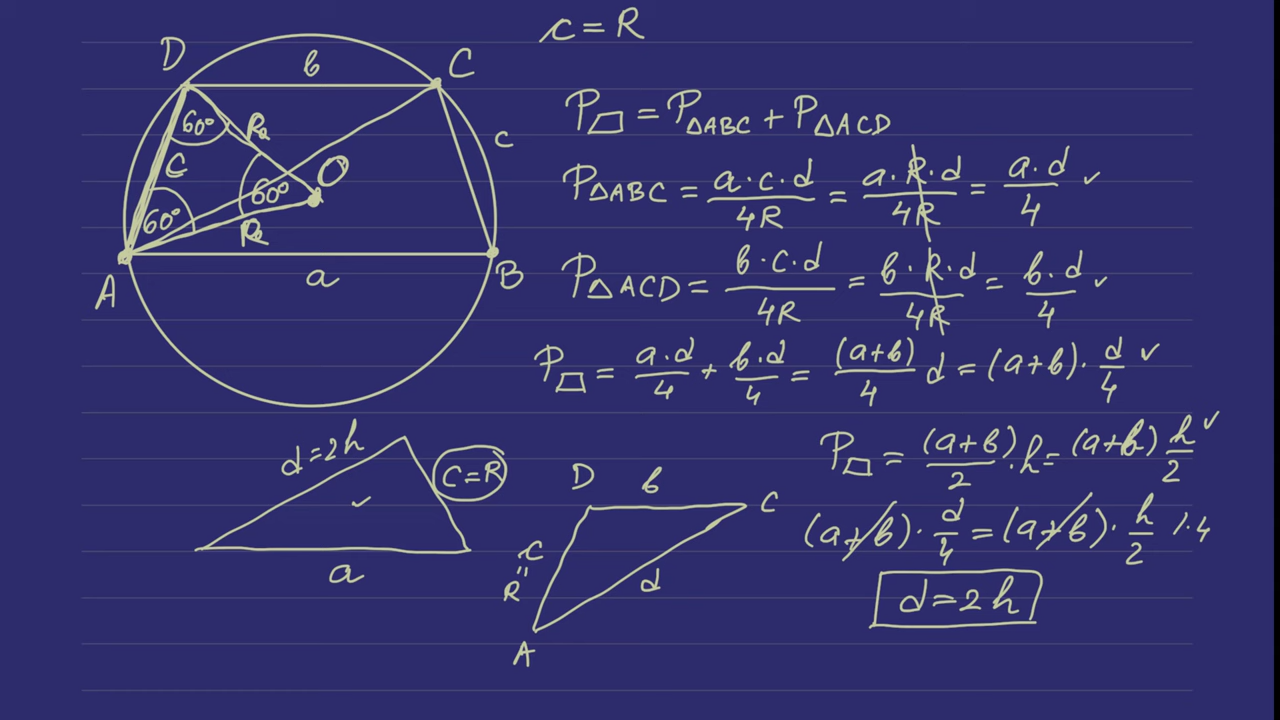 c = R
D b C
60° R
C O c
60° 60°
R
A a B
P▱ = P△ABC + P△ACD
P△ABC = a·c·d/4R = a·R·d/4R = a·d/4 ✓
P△ACD = b·c·d/4R = b·R·d/4R = b·d/4 ✓
P▱ = a·d/4 + b·d/4 = (a+b)/4 d = (a+b)·d/4 ✓
P▱ = (a+b)/2·h = (a+b) h/2 ✓
(a+b)·d/4 = (a+b)·h/2 /·4
d = 2h
d = 2h C = R
✓
a
D b C
C
"
R
d
A